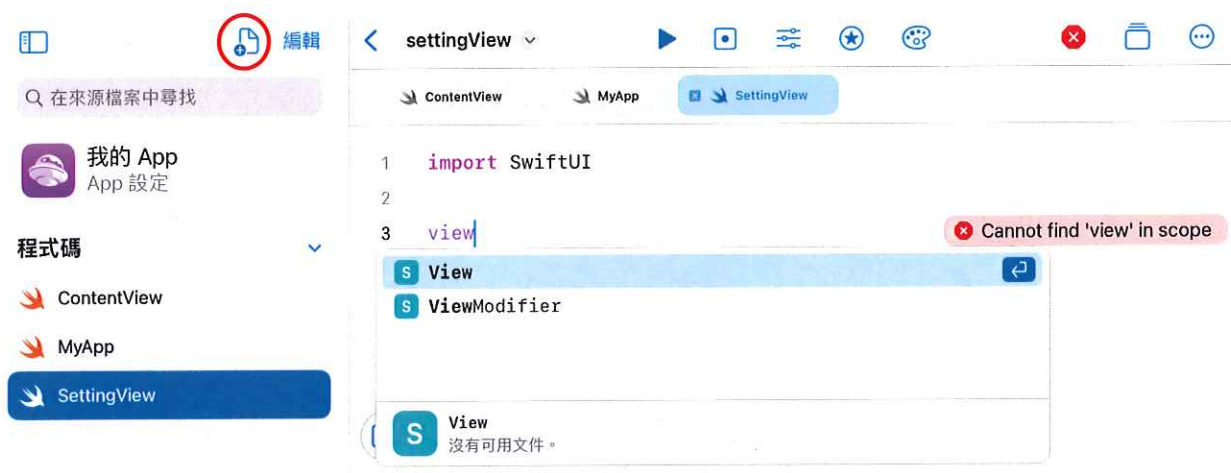 編輯
settingView
在來源檔案中尋找
ContentView
MyApp
SettingView
我的 App
App 設定
1 import SwiftUI
2
3 view
Cannot find 'view' in scope
程式碼
S View
S ViewModifier
ContentView
MyApp
SettingView
S View
沒有可用文件。